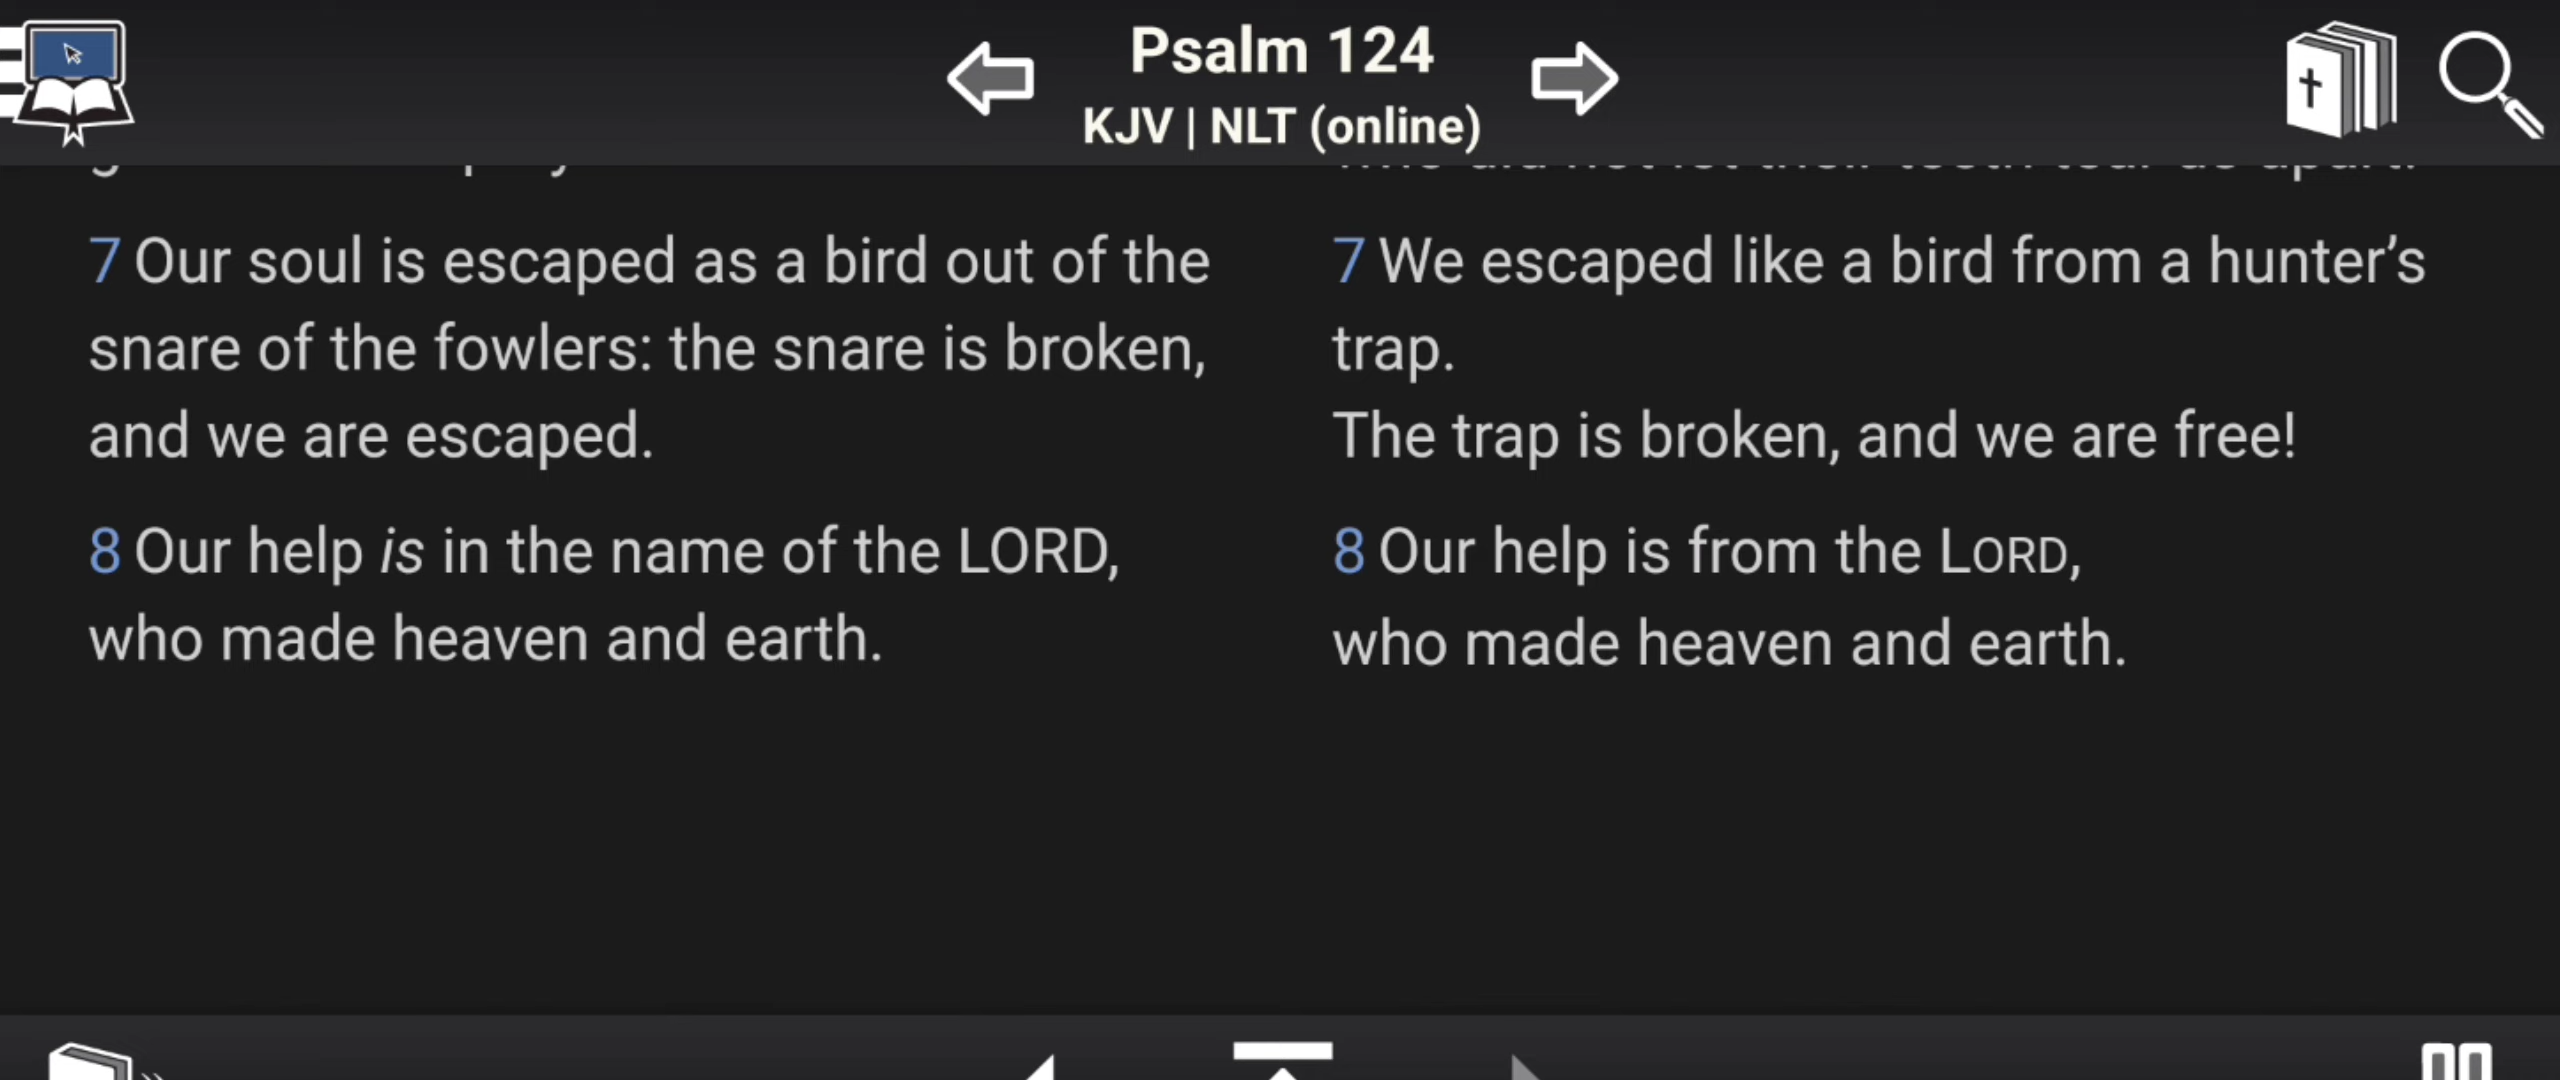 Psalm 124
KJV | NLT (online)
7 Our soul is escaped as a bird out of the
snare of the fowlers: the snare is broken,
and we are escaped.
8 Our help is in the name of the LORD,
who made heaven and earth.
7 We escaped like a bird from a hunter’s
trap.
The trap is broken, and we are free!
8 Our help is from the LORD,
who made heaven and earth.